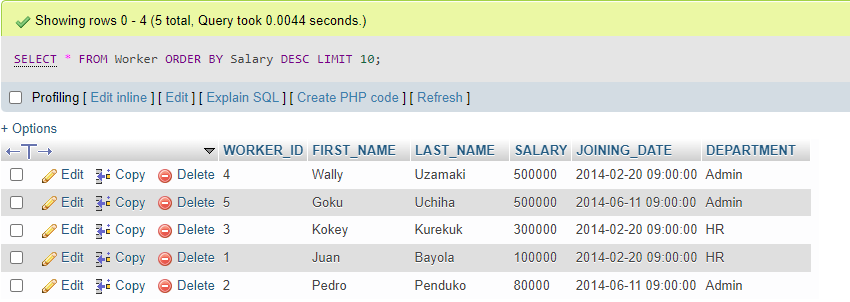 Showing rows 0 - 4 (5 total, Query took 0.0044 seconds.)
SELECT * FROM Worker ORDER BY Salary DESC LIMIT 10;
Profiling [ Edit inline ] [ Edit ] [ Explain SQL ] [ Create PHP code ] [ Refresh ]
+ Options
←T→ WORKER_ID FIRST_NAME LAST_NAME SALARY JOINING_DATE DEPARTMENT
Edit Copy Delete 4 Wally Uzamaki 500000 2014-02-20 09:00:00 Admin
Edit Copy Delete 5 Goku Uchiha 500000 2014-06-11 09:00:00 Admin
Edit Copy Delete 3 Kokey Kurekuk 300000 2014-02-20 09:00:00 HR
Edit Copy Delete 1 Juan Bayola 100000 2014-02-20 09:00:00 HR
Edit Copy Delete 2 Pedro Penduko 80000 2014-06-11 09:00:00 Admin